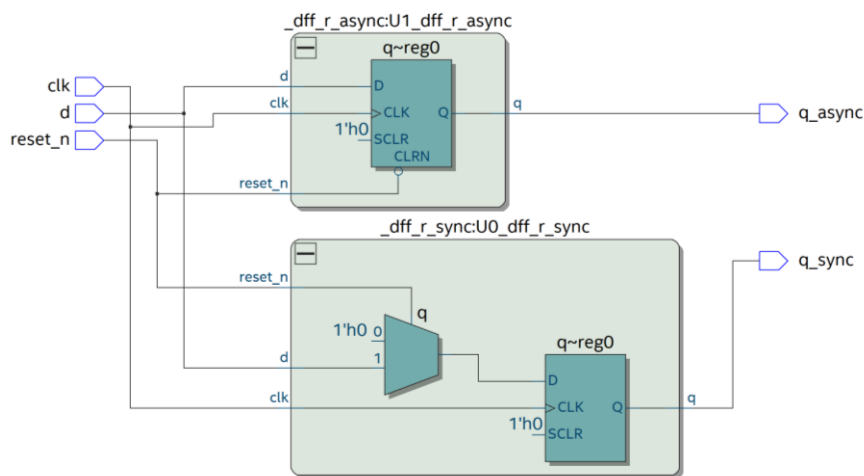 _dff_r_async:U1_dff_r_async
q~reg0
clk
d
reset_n
d
clk
1'h0
D
CLK
SCLR
CLRN
Q
q
reset_n
q_async
_dff_r_sync:U0_dff_r_sync
reset_n
q
1'h0
0
1
d
clk
q~reg0
D
CLK
1'h0
SCLR
Q
q
q_sync